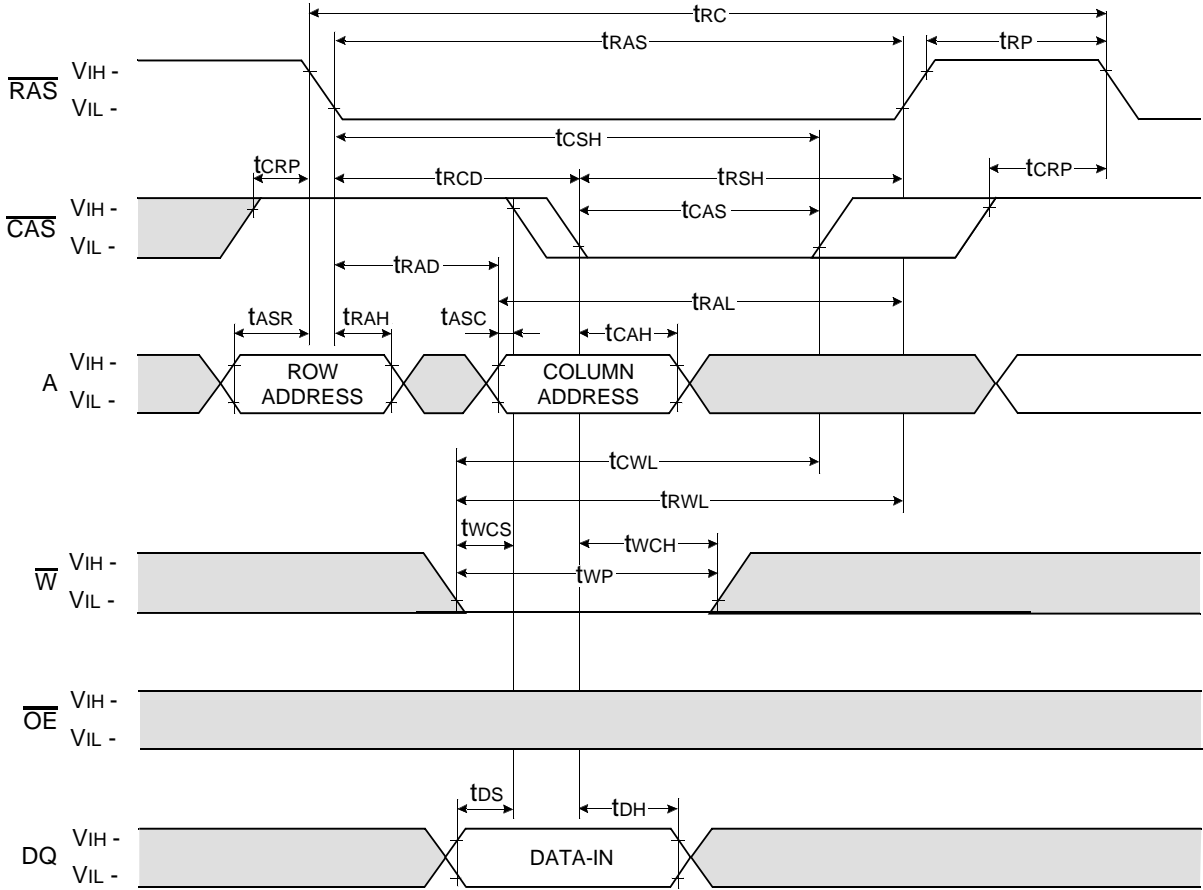 tRC
tRAS
tRP
RAS
VIH -
VIL -
tCSH
tCRP
tRCD
tRSH
tCRP
CAS
VIH -
VIL -
tCAS
tRAD
tRAL
tASR
tRAH
tASC
tCAH
A
VIH -
VIL -
ROW
ADDRESS
COLUMN
ADDRESS
tCWL
tRWL
tWCS
tWCH
W
VIH -
VIL -
tWP
OE
VIH -
VIL -
tDS
tDH
DQ
VIH -
VIL -
DATA-IN